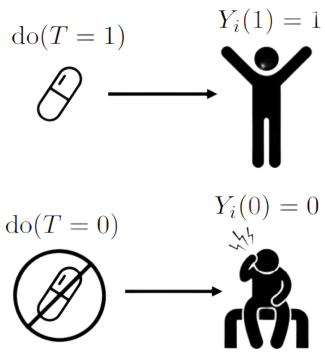 do(T = 1)
Y_i(1) = 1
do(T = 0)
Y_i(0) = 0